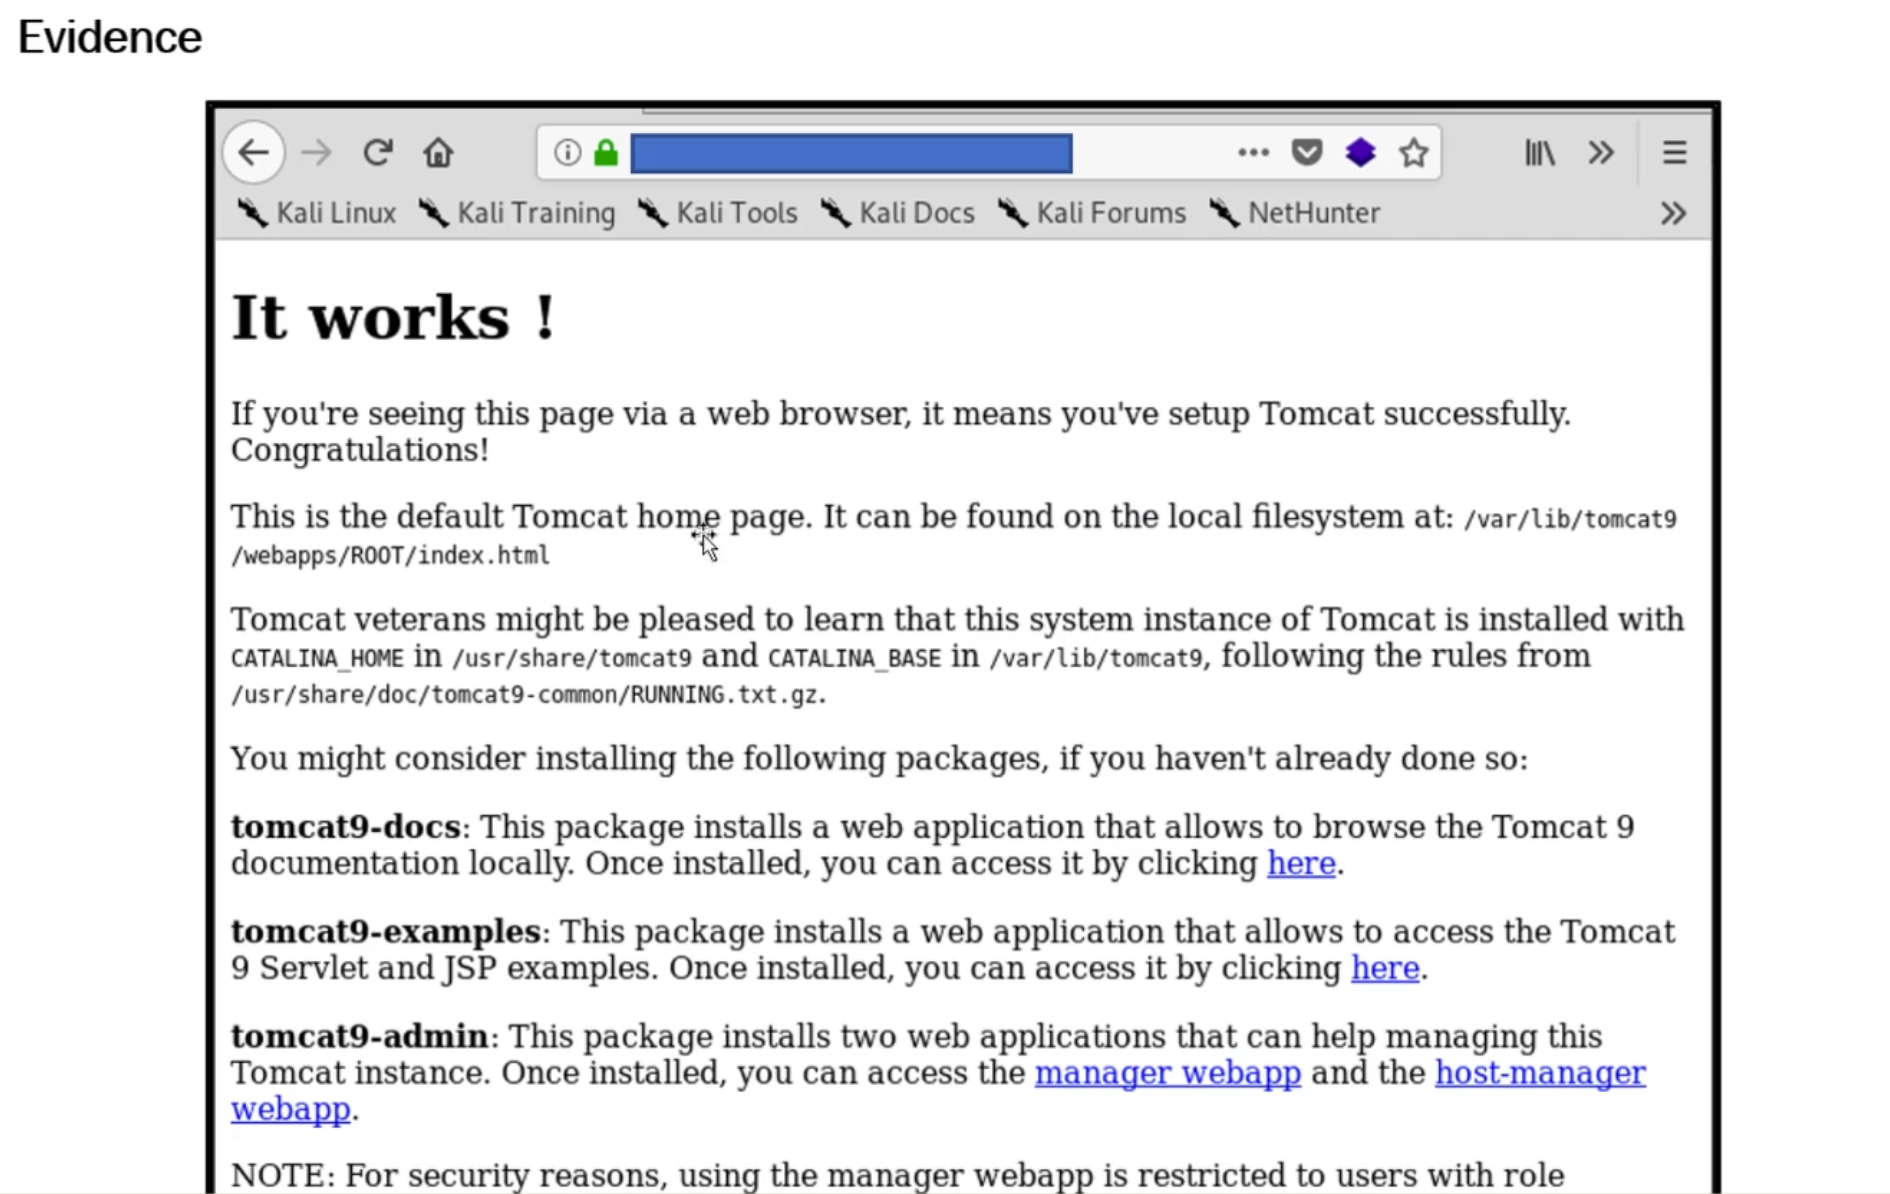 Evidence
Kali Linux Kali Training Kali Tools Kali Docs Kali Forums NetHunter
It works !
If you're seeing this page via a web browser, it means you've setup Tomcat successfully.
Congratulations!
This is the default Tomcat home page. It can be found on the local filesystem at: /var/lib/tomcat9
/webapps/ROOT/index.html
Tomcat veterans might be pleased to learn that this system instance of Tomcat is installed with
CATALINA_HOME in /usr/share/tomcat9 and CATALINA_BASE in /var/lib/tomcat9, following the rules from
/usr/share/doc/tomcat9-common/RUNNING.txt.gz.
You might consider installing the following packages, if you haven't already done so:
tomcat9-docs: This package installs a web application that allows to browse the Tomcat 9
documentation locally. Once installed, you can access it by clicking here.
tomcat9-examples: This package installs a web application that allows to access the Tomcat
9 Servlet and JSP examples. Once installed, you can access it by clicking here.
tomcat9-admin: This package installs two web applications that can help managing this
Tomcat instance. Once installed, you can access the manager webapp and the host-manager
webapp.
NOTE: For security reasons, using the manager webapp is restricted to users with role